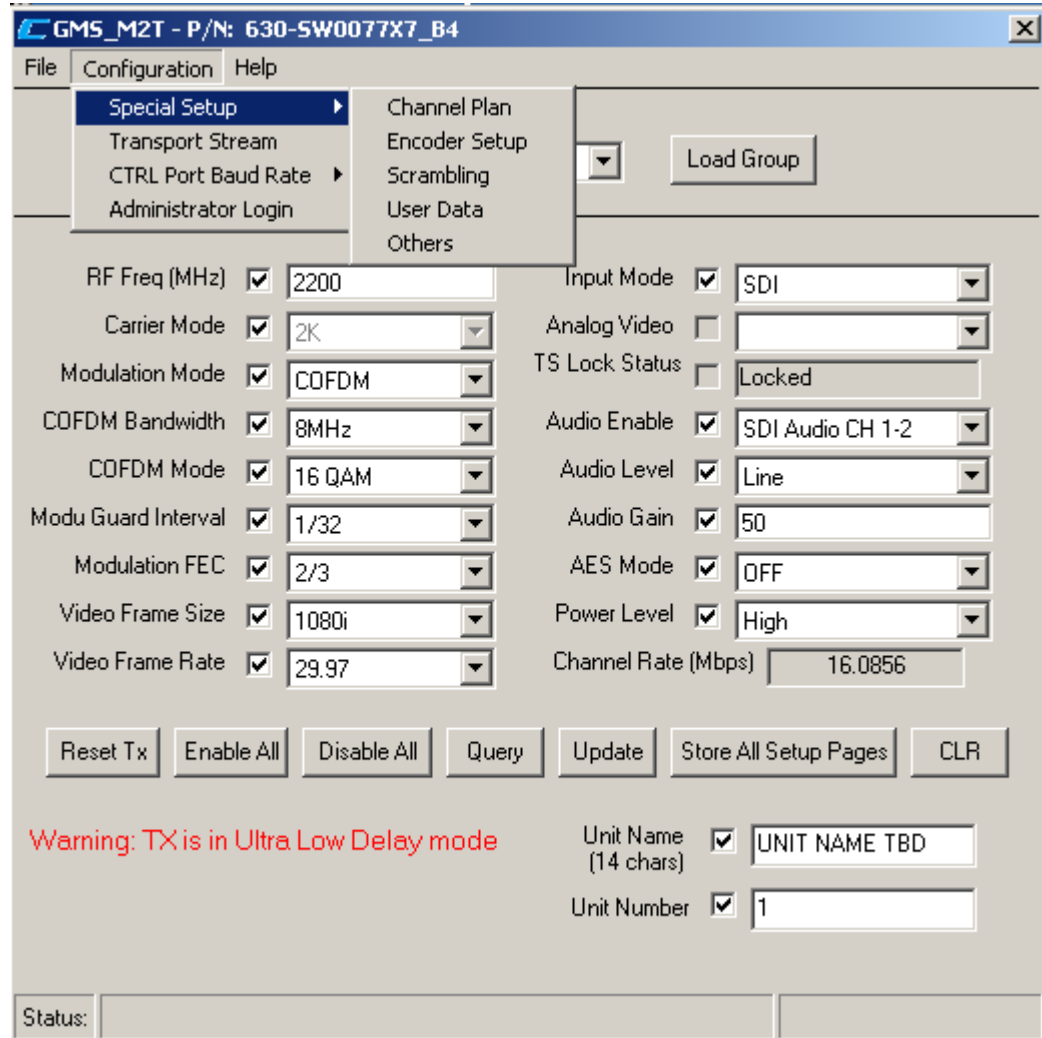 GMS_M2T - P/N: 630-SW0077X7_B4
File Configuration Help
Special Setup
Transport Stream
CTRL Port Baud Rate
Administrator Login
Channel Plan
Encoder Setup
Scrambling
User Data
Others
Load Group
RF Freq (MHz) 2200
Carrier Mode 2K
Modulation Mode COFDM
COFDM Bandwidth 8MHz
COFDM Mode 16 QAM
Modu Guard Interval 1/32
Modulation FEC 2/3
Video Frame Size 1080i
Video Frame Rate 29.97
Input Mode SDI
Analog Video
TS Lock Status Locked
Audio Enable SDI Audio CH 1-2
Audio Level Line
Audio Gain 50
AES Mode OFF
Power Level High
Channel Rate (Mbps) 16.0856
Reset Tx Enable All Disable All Query Update Store All Setup Pages CLR
Warning: TX is in Ultra Low Delay mode
Unit Name
(14 chars)
UNIT NAME TBD
Unit Number 1
Status: